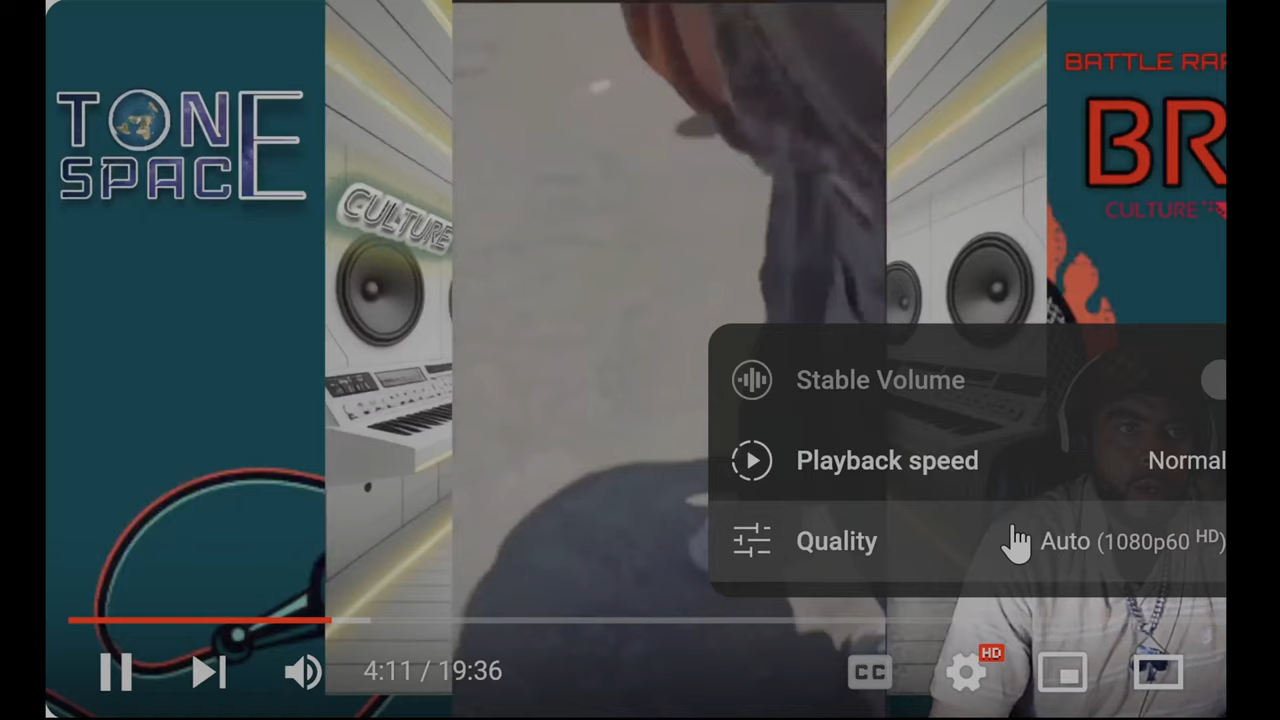 TONE
SPACE
CULTURE
BATTLE RAP
BR
CULTURE
Stable Volume
Playback speed
Normal
Quality
Auto (1080p60 HD)
4:11 / 19:36
CC
HD